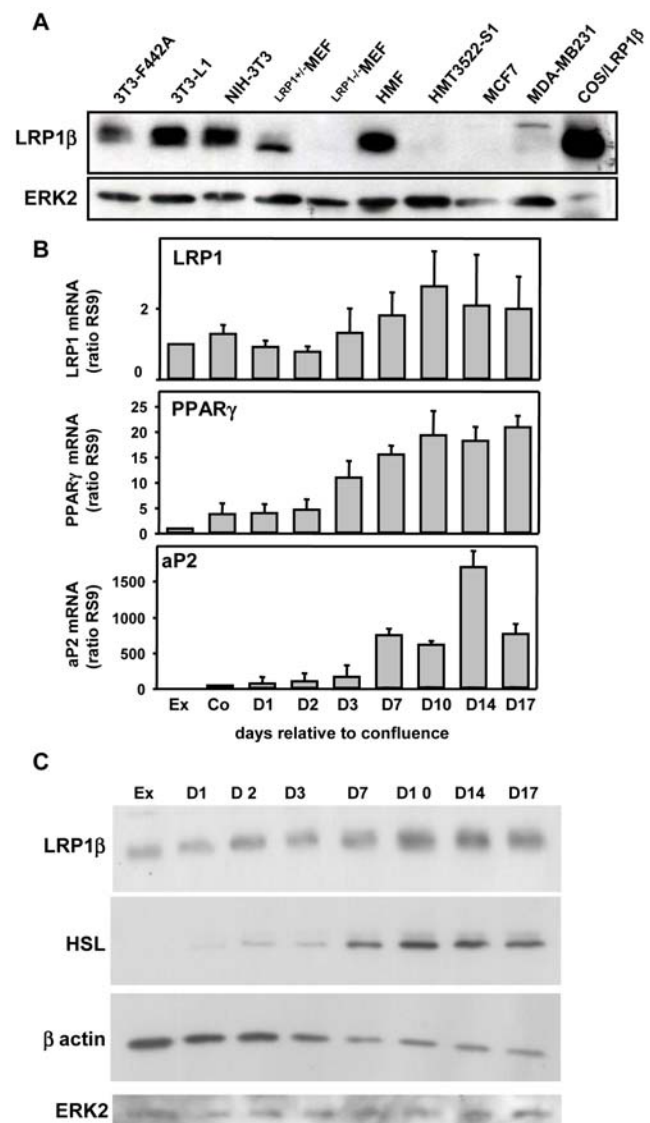 A
3T3-F442A 3T3-L1 NIH-3T3 LRP1+/-MEF LRP1-/-MEF HMF HMT3522-S1 MCF7 MDA-MB231 COS/LRP1β
LRP1β
ERK2
B
LRP1
LRP1 mRNA
(ratio RS9)
2
0
PPARγ
PPARγ mRNA
(ratio RS9)
25
20
15
10
5
0
aP2
aP2 mRNA
(ratio RS9)
1500
1000
500
0
Ex Co D1 D2 D3 D7 D10 D14 D17
days relative to confluence
C
Ex D1 D 2 D3 D7 D1 0 D14 D17
LRP1β
HSL
β actin
ERK2